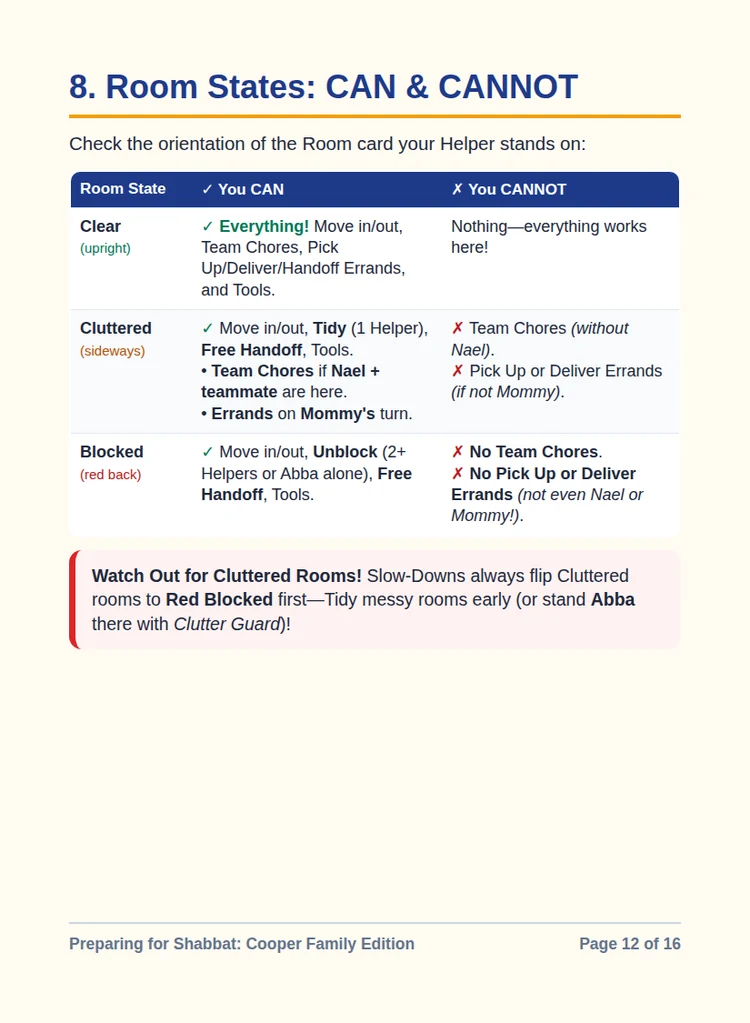 8. Room States: CAN & CANNOT
Check the orientation of the Room card your Helper stands on:
Room State ✓ You CAN ✗ You CANNOT
Clear
(upright)
✓ Everything! Move in/out,
Team Chores, Pick
Up/Deliver/Handoff Errands,
and Tools.
Nothing—everything works
here!
Cluttered
(sideways)
✓ Move in/out, Tidy (1 Helper),
Free Handoff, Tools.
• Team Chores if Nael +
teammate are here.
• Errands on Mommy's turn.
✗ Team Chores (without
Nael).
✗ Pick Up or Deliver Errands
(if not Mommy).
Blocked
(red back)
✓ Move in/out, Unblock (2+
Helpers or Abba alone), Free
Handoff, Tools.
✗ No Team Chores.
✗ No Pick Up or Deliver
Errands (not even Nael or
Mommy!).
Watch Out for Cluttered Rooms! Slow-Downs always flip Cluttered
rooms to Red Blocked first—Tidy messy rooms early (or stand Abba
there with Clutter Guard)!
Preparing for Shabbat: Cooper Family Edition
Page 12 of 16